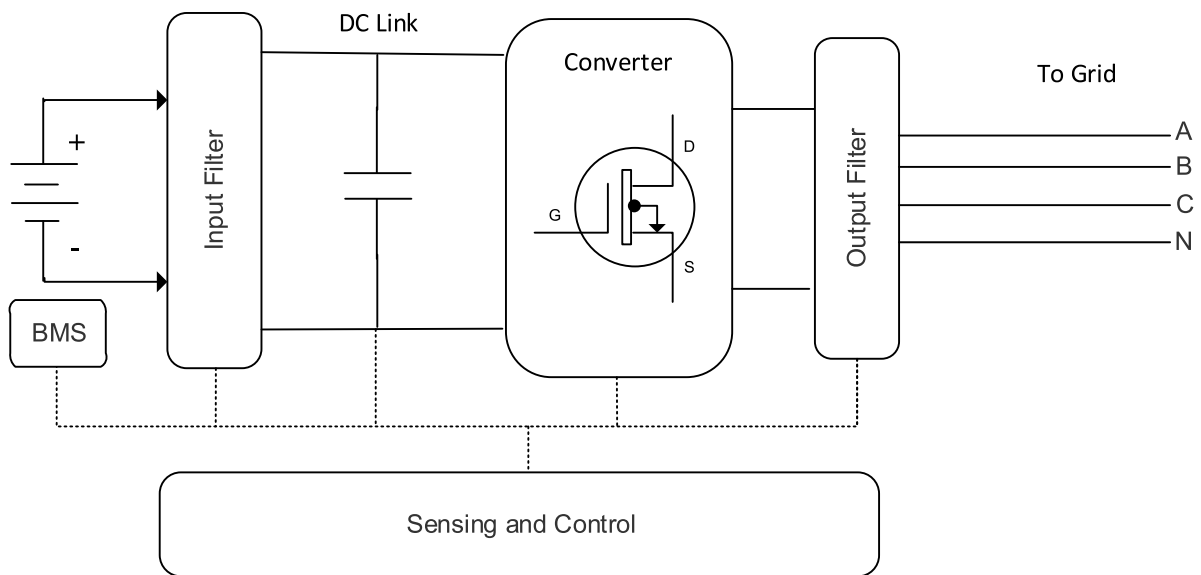 DC Link
Converter
To Grid
+
-
Input Filter
D
G
S
Output Filter
A
B
C
N
BMS
Sensing and Control